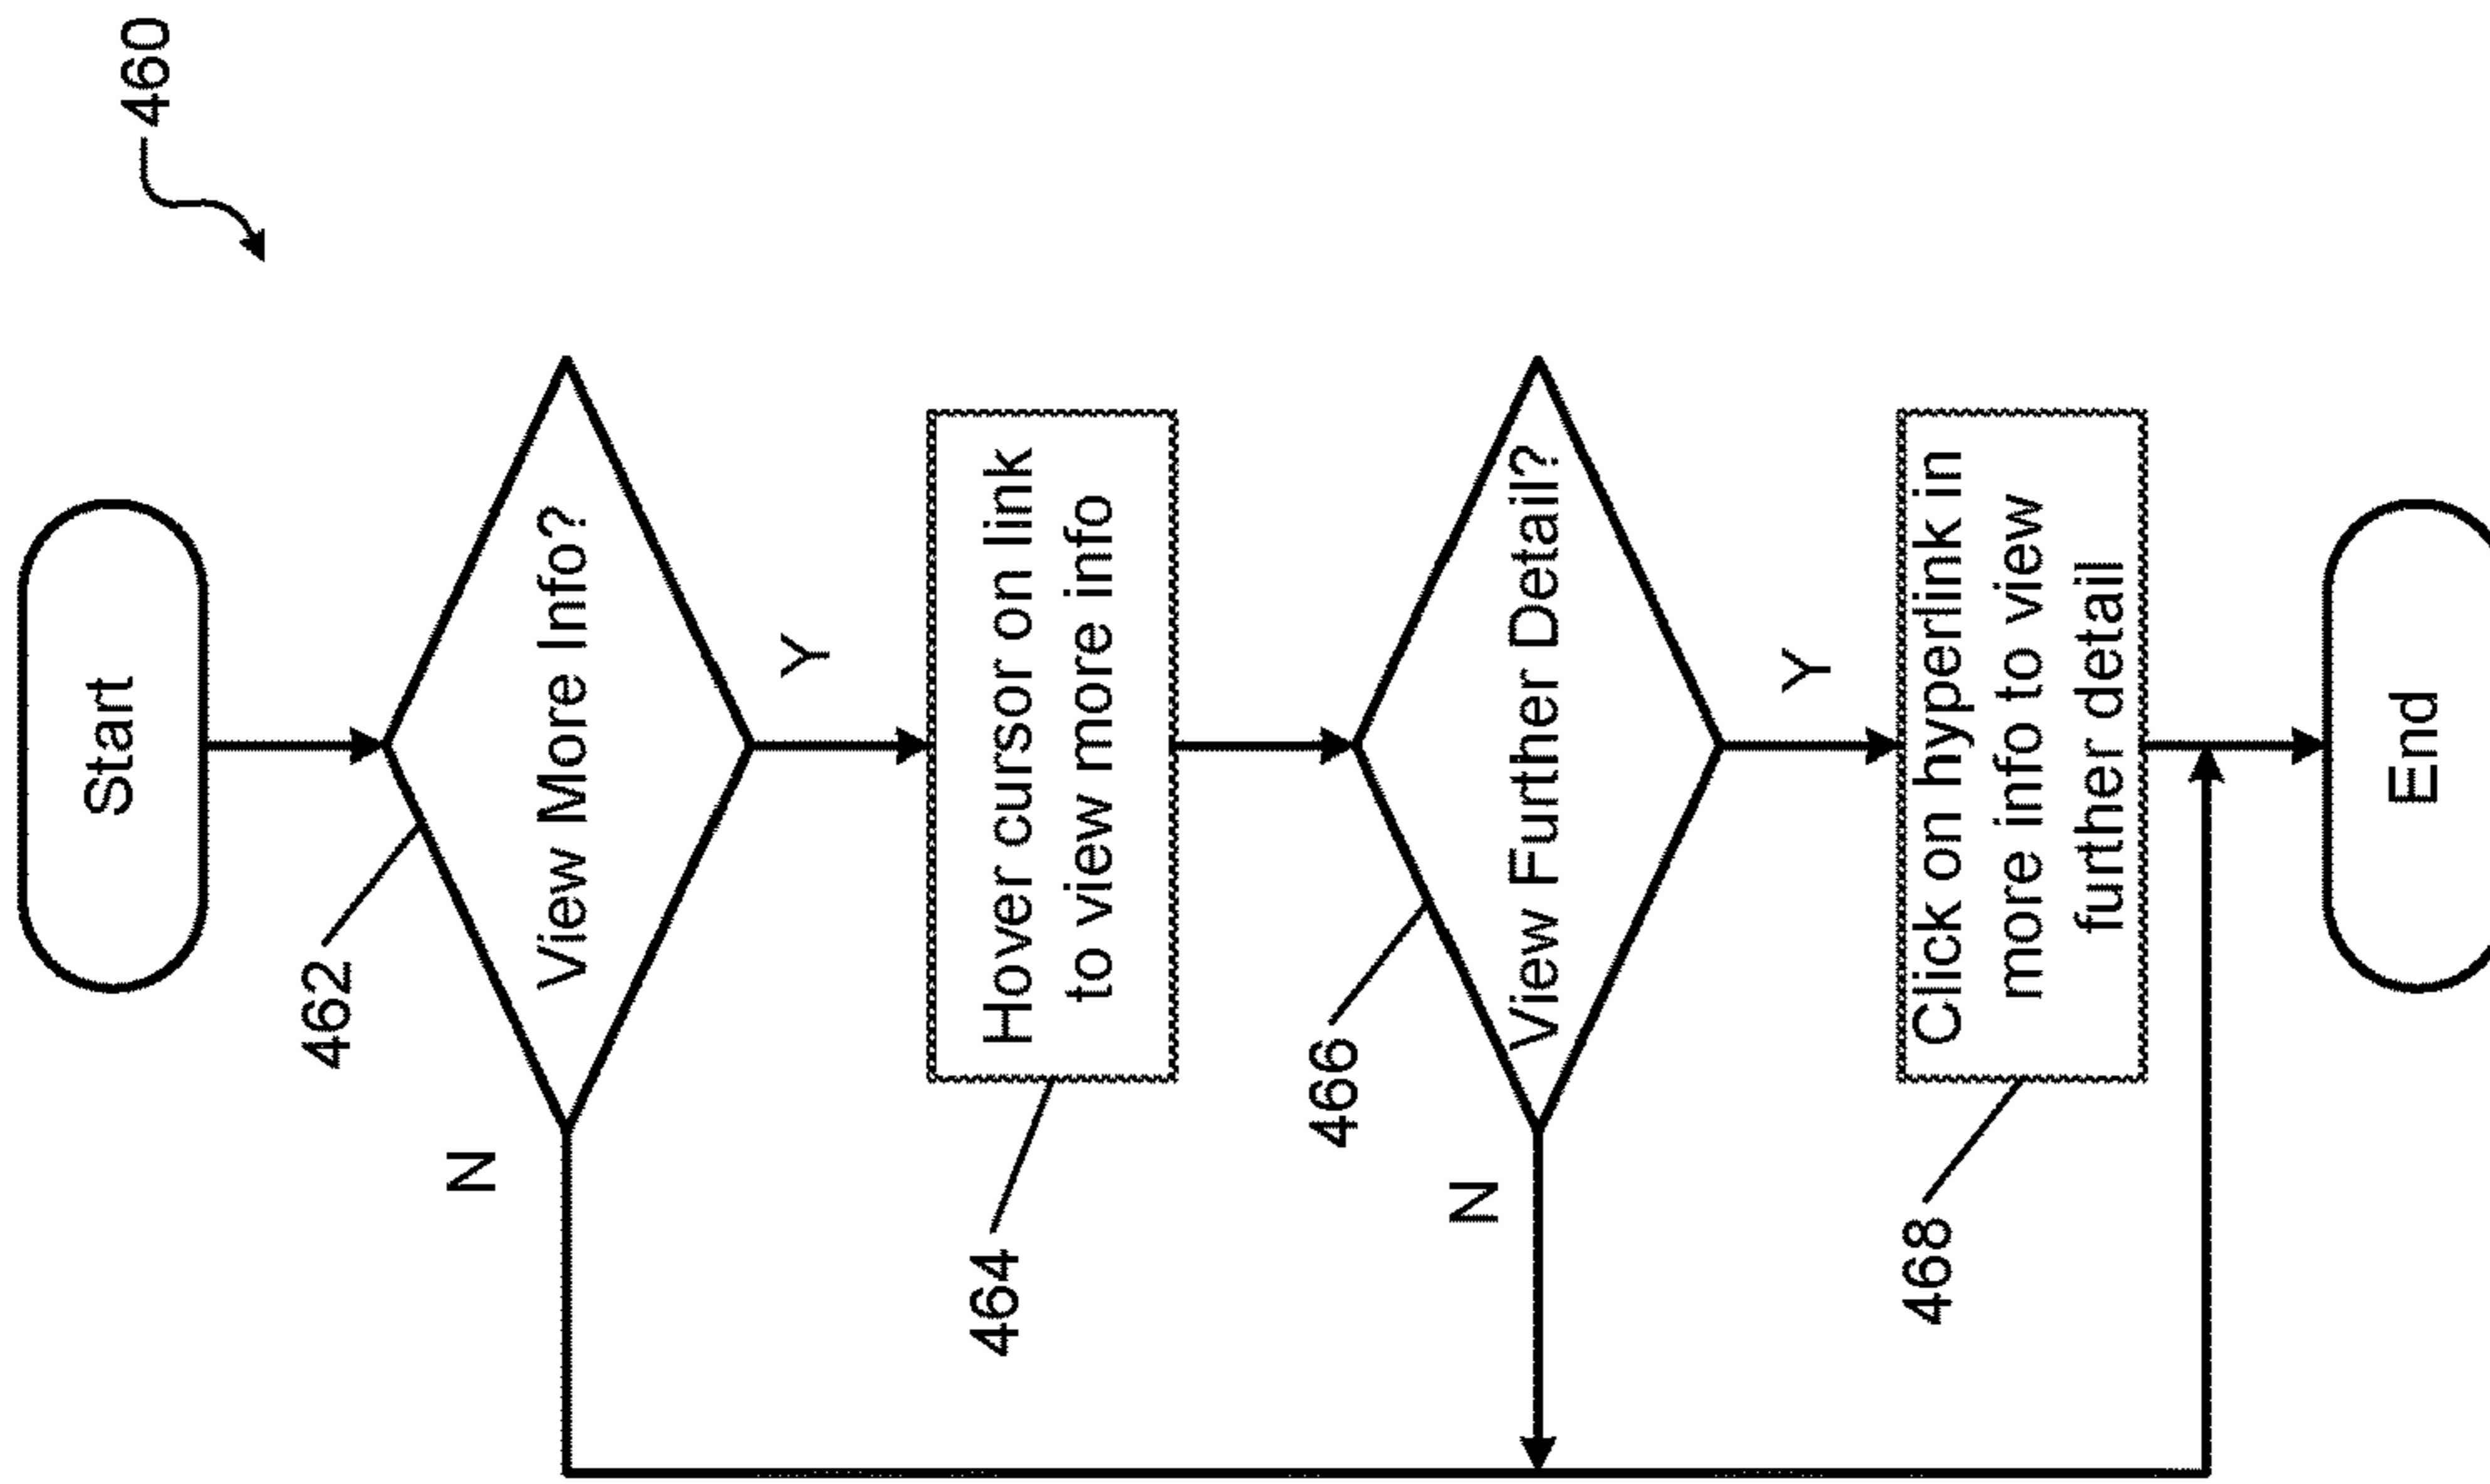 460
Start
462
View More Info?
N
Y
464
Hover cursor on link
to view more info
466
View Further Detail?
N
Y
468
Click on hyperlink in
more info to view
further detail
End